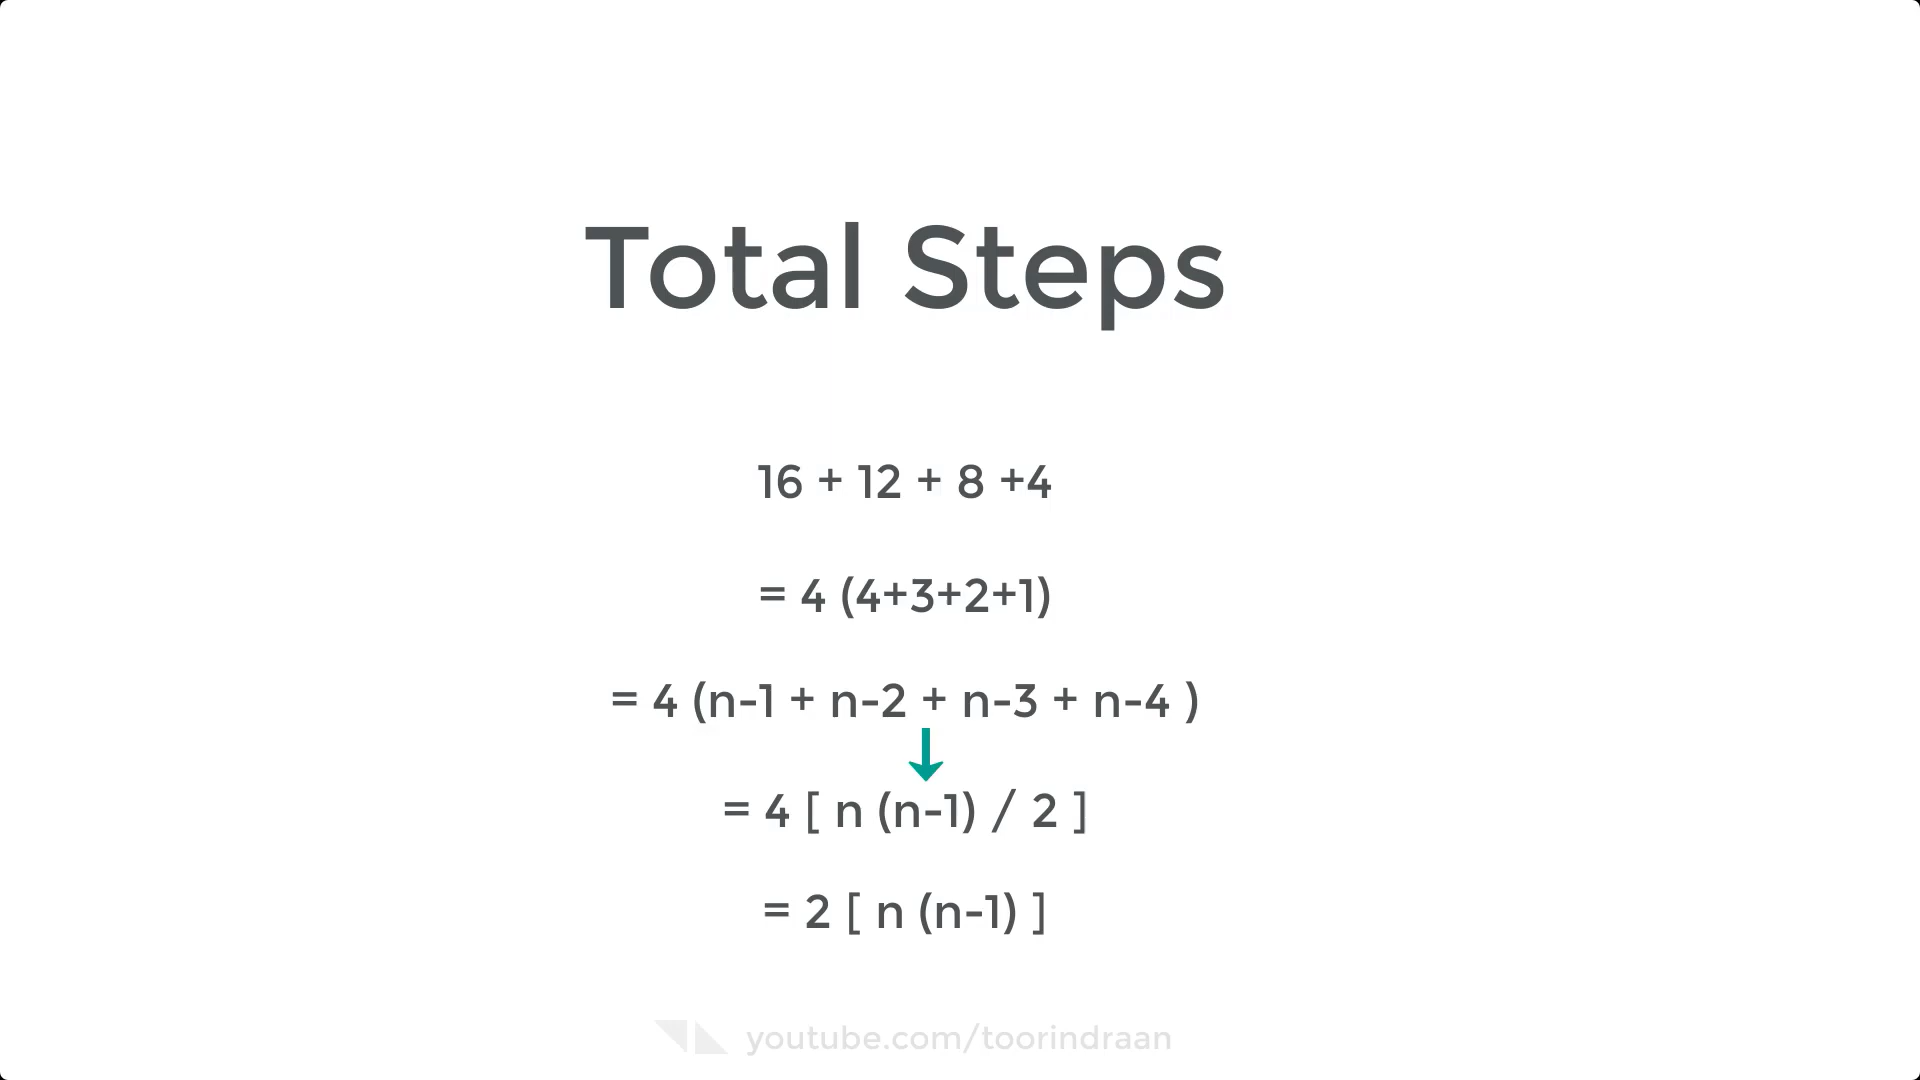 Total Steps
16 + 12 + 8 +4
= 4 (4+3+2+1)
= 4 (n-1 + n-2 + n-3 + n-4 )
= 4 [ n (n-1) / 2 ]
= 2 [ n (n-1) ]
youtube.com/toorindraan